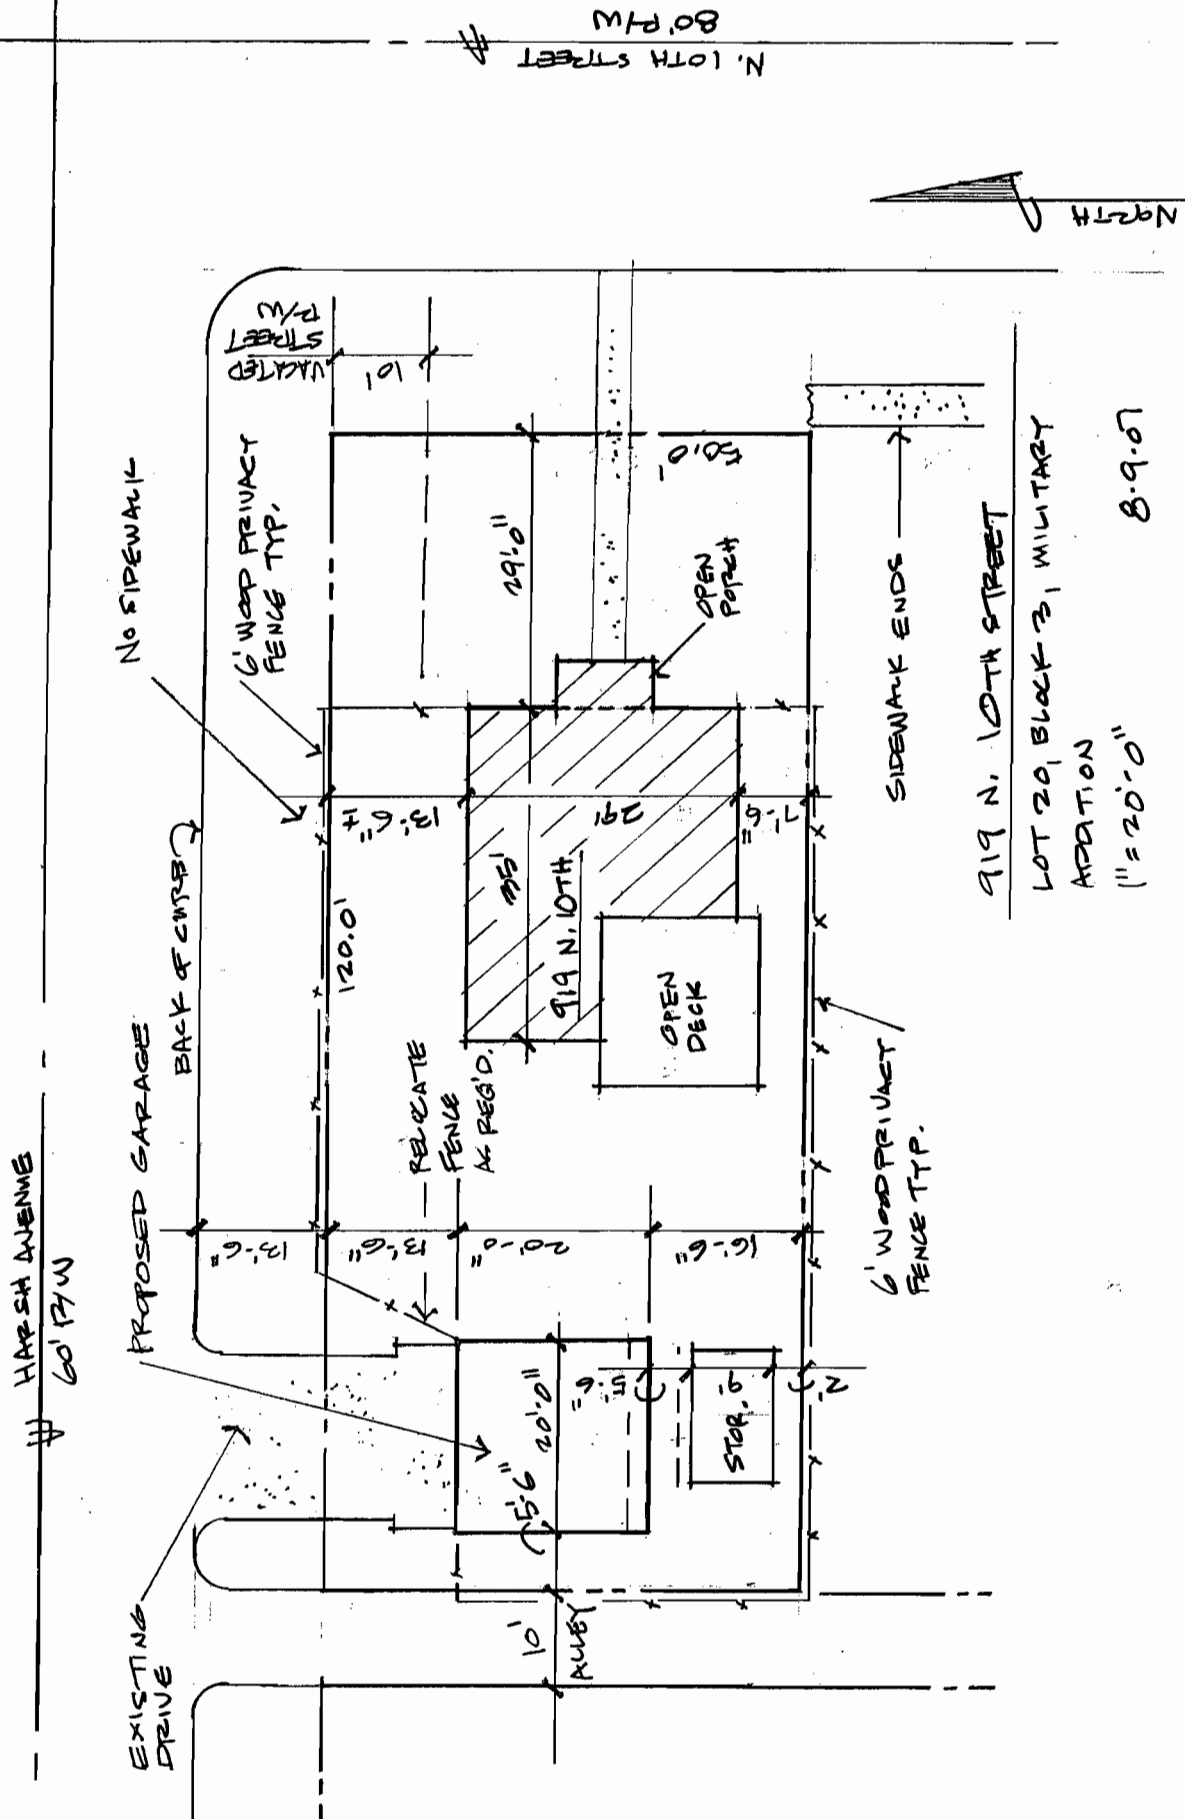 HARSH AVENUE
60' R/W
N. 10TH STREET
80' R/W
NORTH
EXISTING
DRIVE
PROPOSED GARAGE
BACK OF CURB
NO SIDEWALK
6' WOOD PRIVACY
FENCE TYP.
VACATED
STREET
R/W
10'
120.0'
50.0'
29'-0"
13'-6" ±
29'
7'-6"
35'
919 N. 10TH
OPEN
PORCH
OPEN
DECK
RELOCATE
FENCE
AS REQ'D.
13'-6"
13'-6"
20'-0"
16'-6"
20'-0"
5'-6"
5'-6"
STOR.
9'
2'
10'
ALLEY
6' WOOD PRIVACY
FENCE TYP.
SIDEWALK ENDS
919 N. 10TH STREET
LOT 20, BLOCK 3, MILITARY
ADDITION
1" = 20'-0"
8.9.07